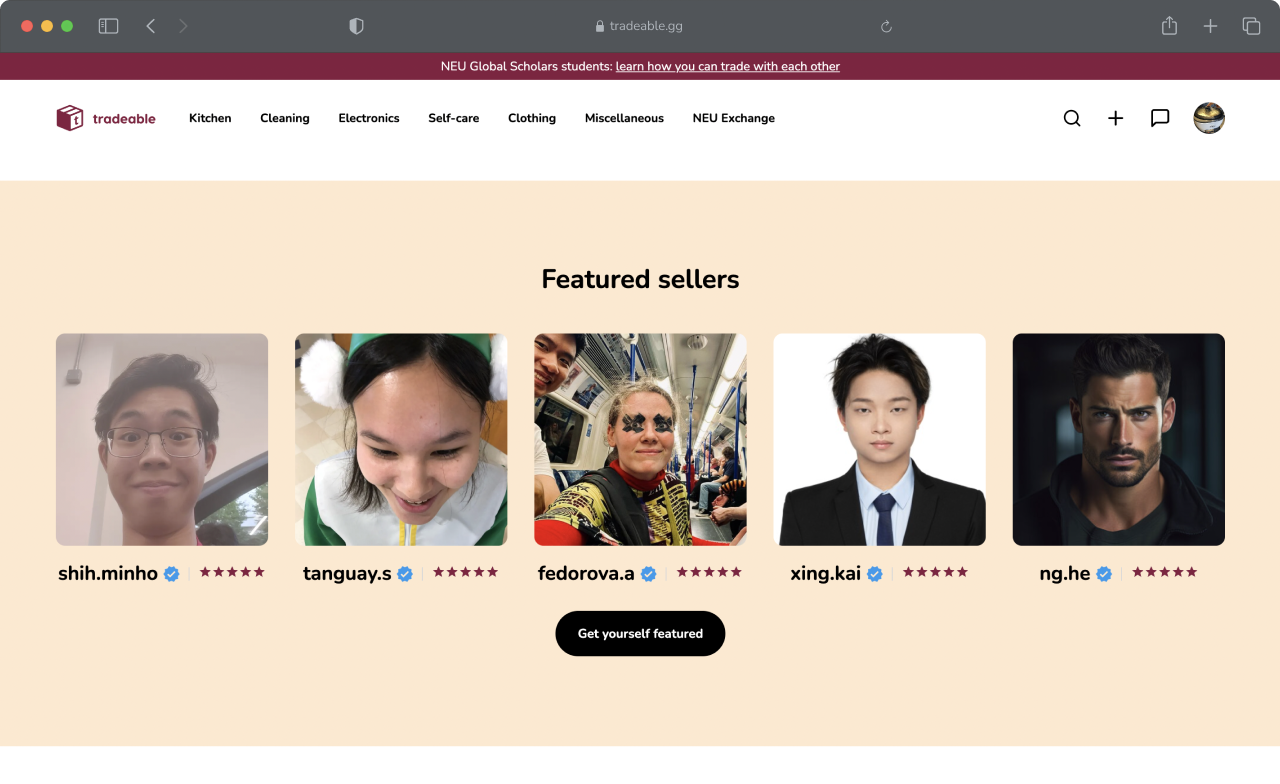 tradeable.gg
NEU Global Scholars students: learn how you can trade with each other
t tradeable Kitchen Cleaning Electronics Self-care Clothing Miscellaneous NEU Exchange
Featured sellers
shih.minho tanguay.s fedorova.a xing.kai ng.he
Get yourself featured